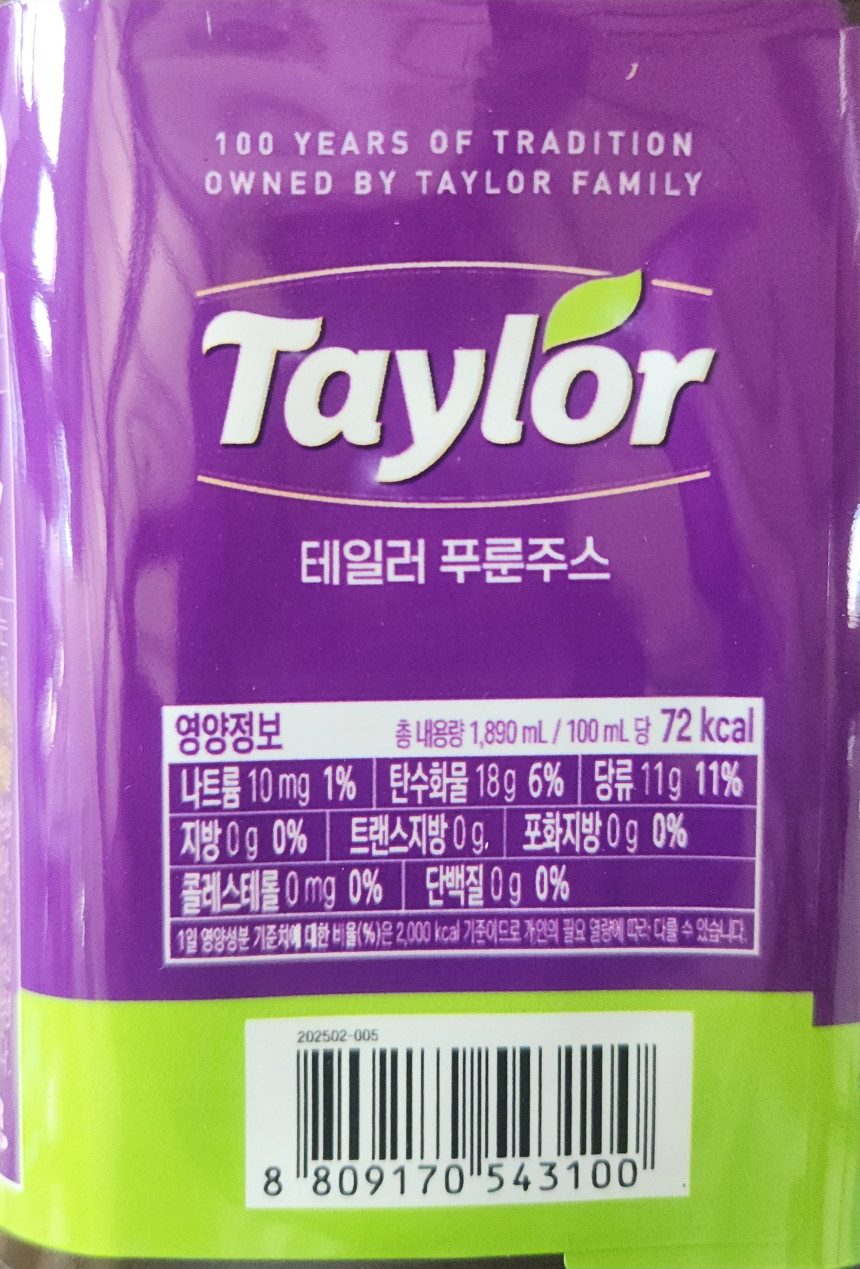 100 YEARS OF TRADITION
OWNED BY TAYLOR FAMILY
Taylor
테일러 푸룬주스
영양정보 총 내용량 1,890 mL / 100 mL 당 72 kcal
나트륨 10 mg 1% 탄수화물 18 g 6% 당류 11 g 11%
지방 0 g 0% 트랜스지방 0 g 포화지방 0 g 0%
콜레스테롤 0 mg 0% 단백질 0 g 0%
1일 영양성분 기준치에 대한 비율(%)은 2,000 kcal 기준이므로 개인의 필요 열량에 따라 다를 수 있습니다.
202502-005
8 809170 543100